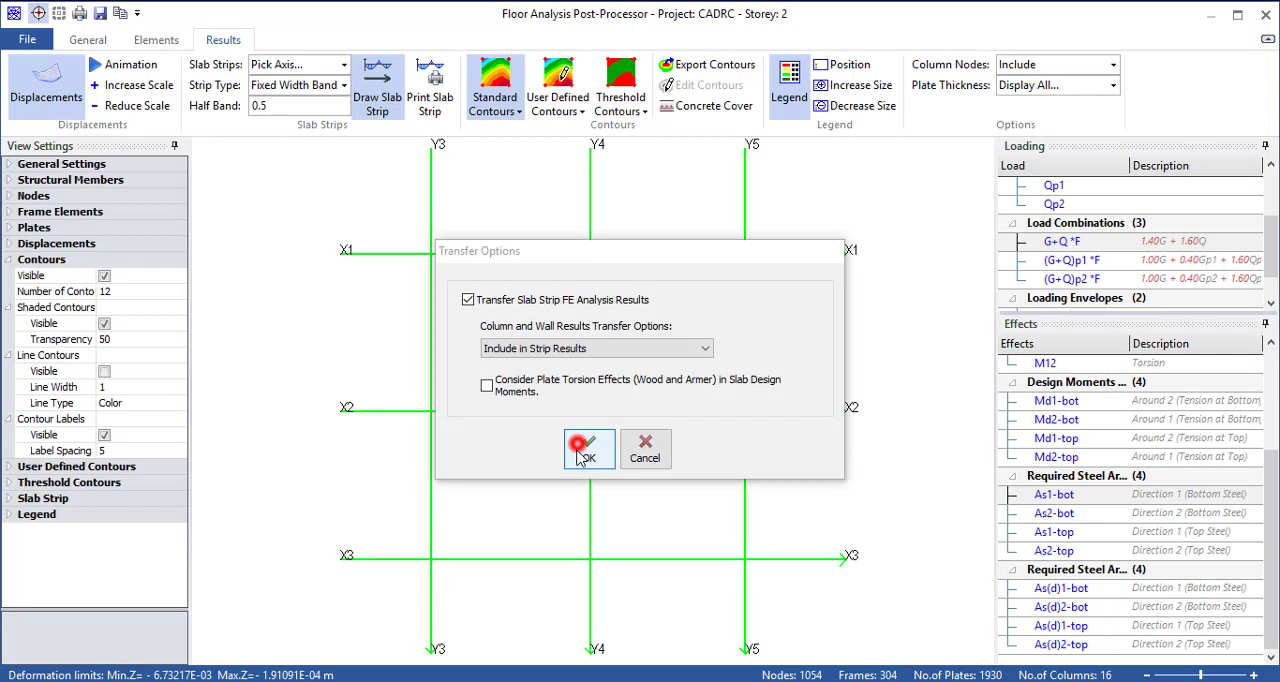 Floor Analysis Post-Processor - Project: CADRC - Storey: 2
File General Elements Results
Displacements
Animation
Increase Scale
Reduce Scale
Displacements
Slab Strips: Pick Axis...
Strip Type: Fixed Width Band
Half Band: 0.5
Draw Slab Strip
Print Slab Strip
Slab Strips
Standard Contours
User Defined Contours
Threshold Contours
Export Contours
Edit Contours
Concrete Cover
Contours
Legend
Position
Increase Size
Decrease Size
Legend
Column Nodes: Include
Plate Thickness: Display All...
Options
View Settings
General Settings
Structural Members
Nodes
Frame Elements
Plates
Displacements
Contours
Visible
Number of Conto 12
Shaded Contours
Visible
Transparency 50
Line Contours
Visible
Line Width 1
Line Type Color
Contour Labels
Visible
Label Spacing 5
User Defined Contours
Threshold Contours
Slab Strip
Legend
Y3 Y4 Y5
X1 X1
X2 X2
X3 X3
Y3 Y4 Y5
Transfer Options
Transfer Slab Strip FE Analysis Results
Column and Wall Results Transfer Options:
Include in Strip Results
Consider Plate Torsion Effects (Wood and Armer) in Slab Design
Moments.
OK Cancel
Loading
Load Description
Qp1
Qp2
Load Combinations (3)
G+Q *F 1.40G + 1.60Q
(G+Q)p1 *F 1.00G + 0.40Gp1 + 1.60Qp
(G+Q)p2 *F 1.00G + 0.40Gp2 + 1.60Qp
Loading Envelopes (2)
Effects
Effects Description
M12 Torsion
Design Moments ... (4)
Md1-bot Around 2 (Tension at Bottom)
Md2-bot Around 1 (Tension at Bottom)
Md1-top Around 2 (Tension at Top)
Md2-top Around 1 (Tension at Top)
Required Steel Ar... (4)
As1-bot Direction 1 (Bottom Steel)
As2-bot Direction 2 (Bottom Steel)
As1-top Direction 1 (Top Steel)
As2-top Direction 2 (Top Steel)
Required Steel Ar... (4)
As(d)1-bot Direction 1 (Bottom Steel)
As(d)2-bot Direction 2 (Bottom Steel)
As(d)1-top Direction 1 (Top Steel)
As(d)2-top Direction 2 (Top Steel)
Deformation limits: Min.Z= - 6.73217E-03 Max.Z= - 1.91091E-04 m
Nodes: 1054 Frames: 304 No.of Plates: 1930 No.of Columns: 16